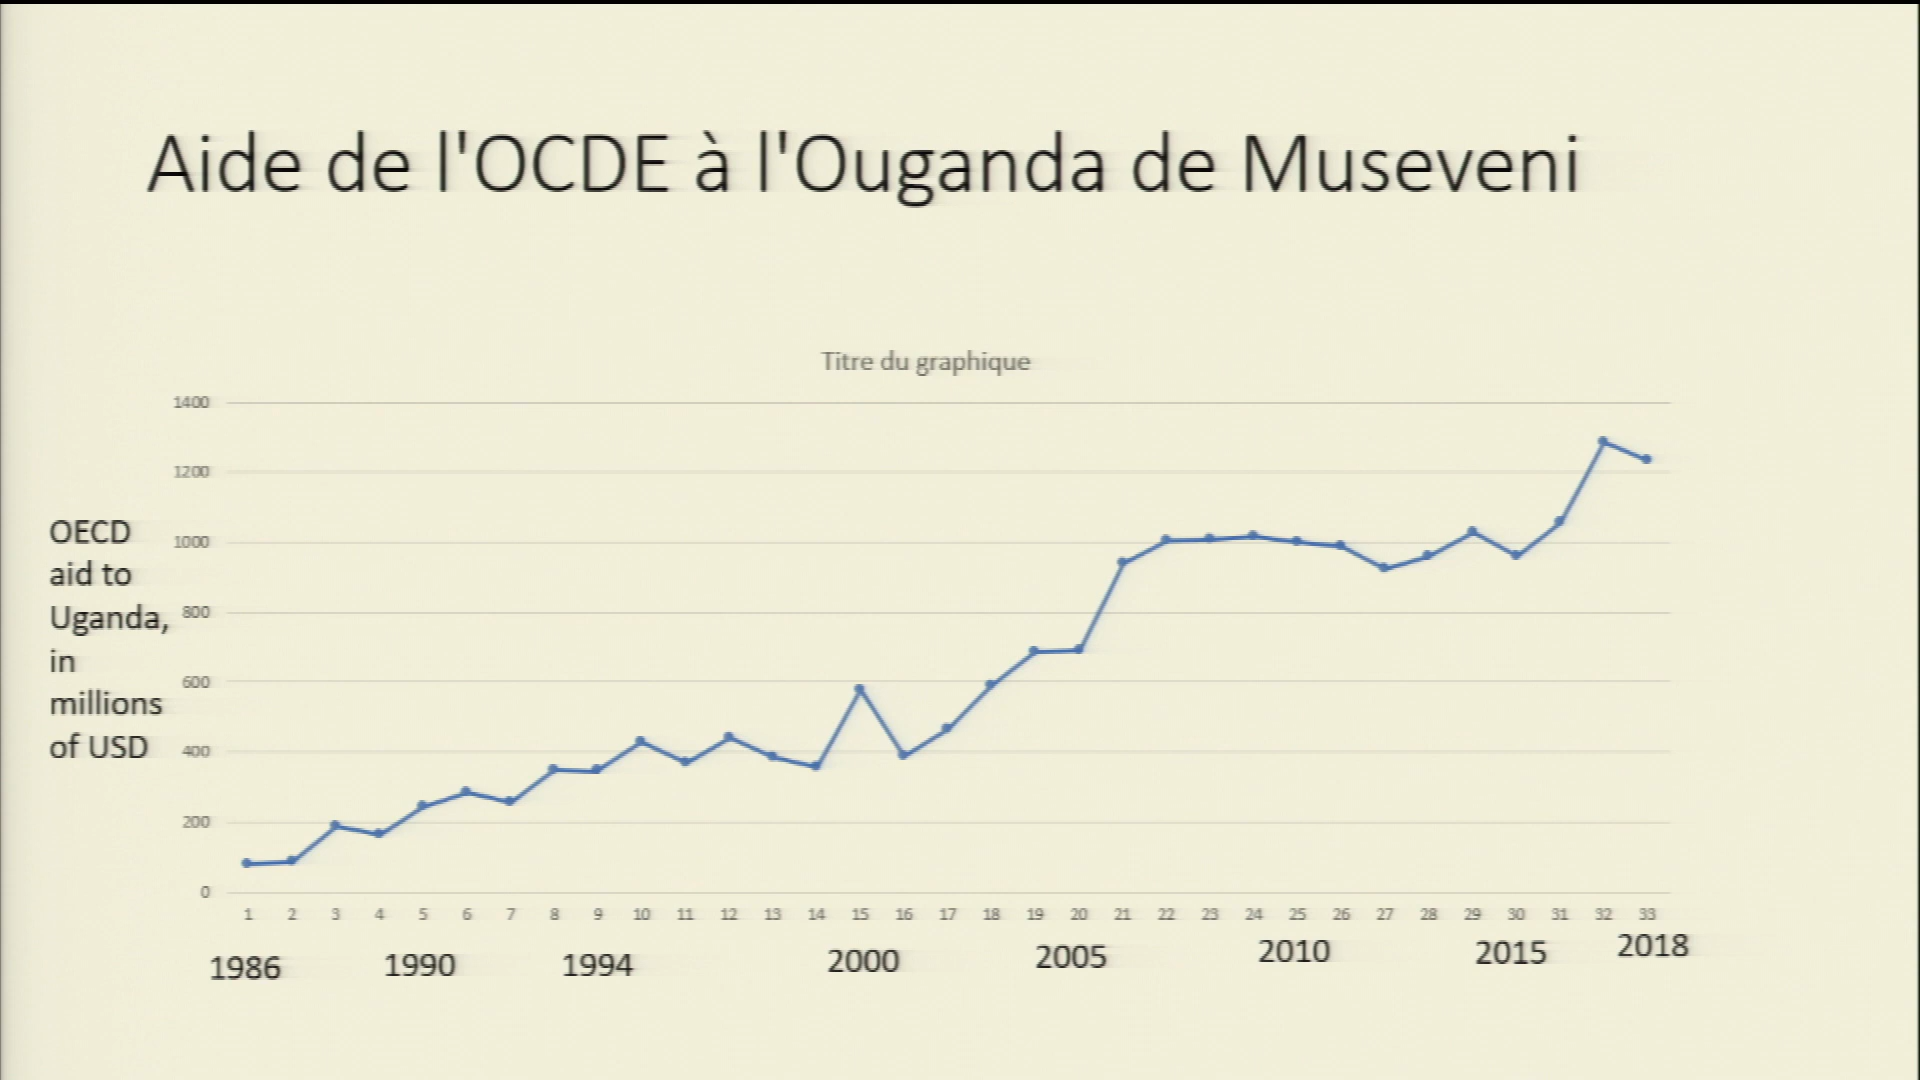 Aide de l'OCDE à l'Ouganda de Museveni
Titre du graphique
OECD
aid to
Uganda,
in
millions
of USD
1400
1200
1000
800
600
400
200
0
1 2 3 4 5 6 7 8 9 10 11 12 13 14 15 16 17 18 19 20 21 22 23 24 25 26 27 28 29 30 31 32 33
1986 1990 1994 2000 2005 2010 2015 2018